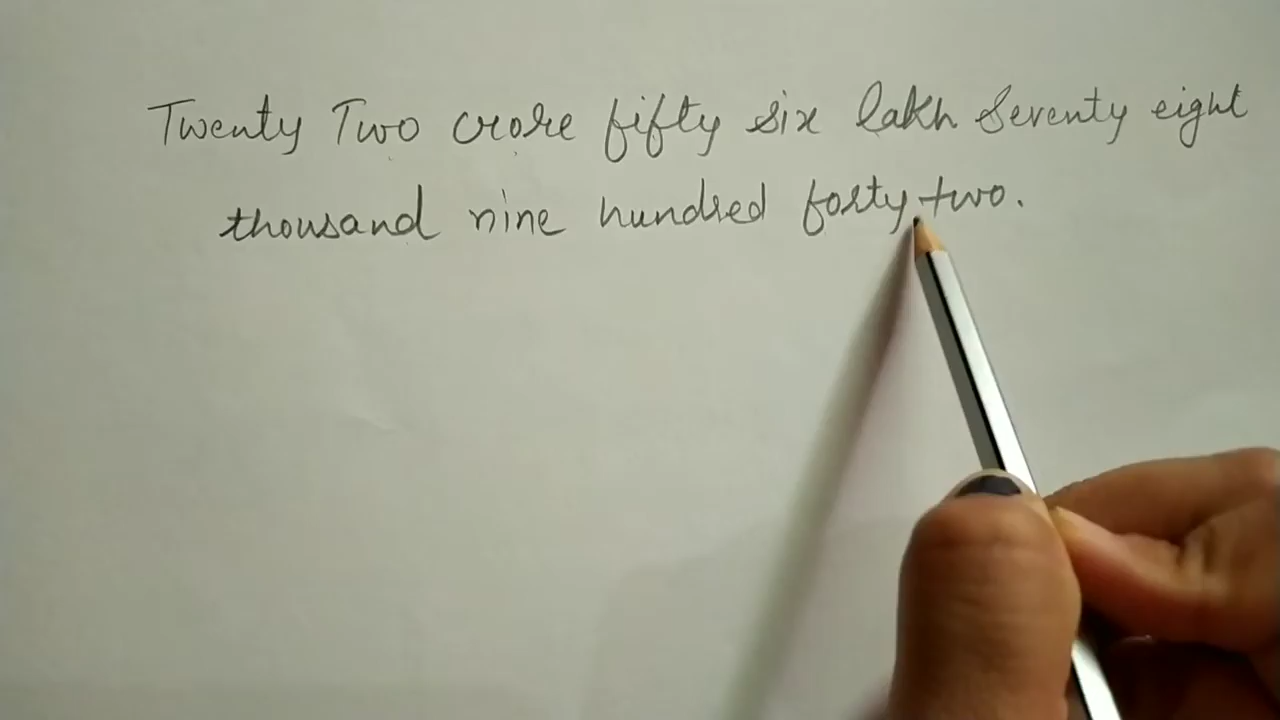 Twenty Two crore fifty six lakh Seventy eight
thousand nine hundred forty two.